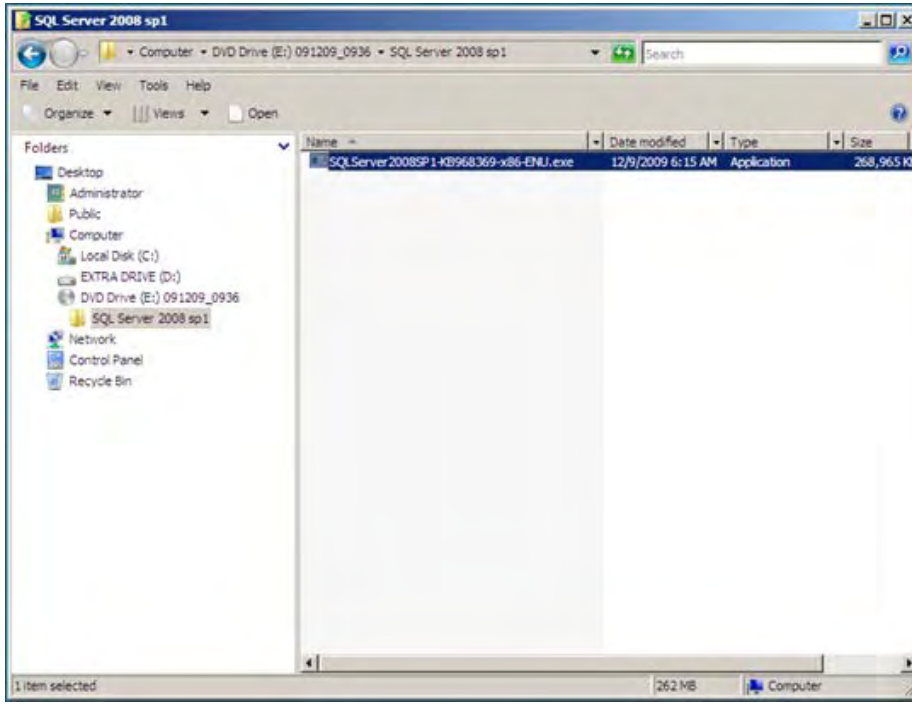 SQL Server 2008 sp1
Computer DVD Drive (E:) 091209_0936 SQL Server 2008 sp1 Search
File Edit View Tools Help
Organize Views Open
Folders
Name Date modified Type Size
SQLServer2008SP1-KB968369-x86-ENU.exe 12/9/2009 6:15 AM Application 268,965 K
Desktop
Administrator
Public
Computer
Local Disk (C:)
EXTRA DRIVE (D:)
DVD Drive (E:) 091209_0936
SQL Server 2008 sp1
Network
Control Panel
Recycle Bin
1 item selected 262 MB Computer